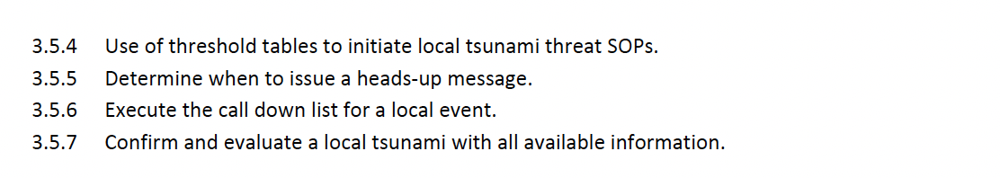 3.5.4 Use of threshold tables to initiate local tsunami threat SOPs.
3.5.5 Determine when to issue a heads-up message.
3.5.6 Execute the call down list for a local event.
3.5.7 Confirm and evaluate a local tsunami with all available information.